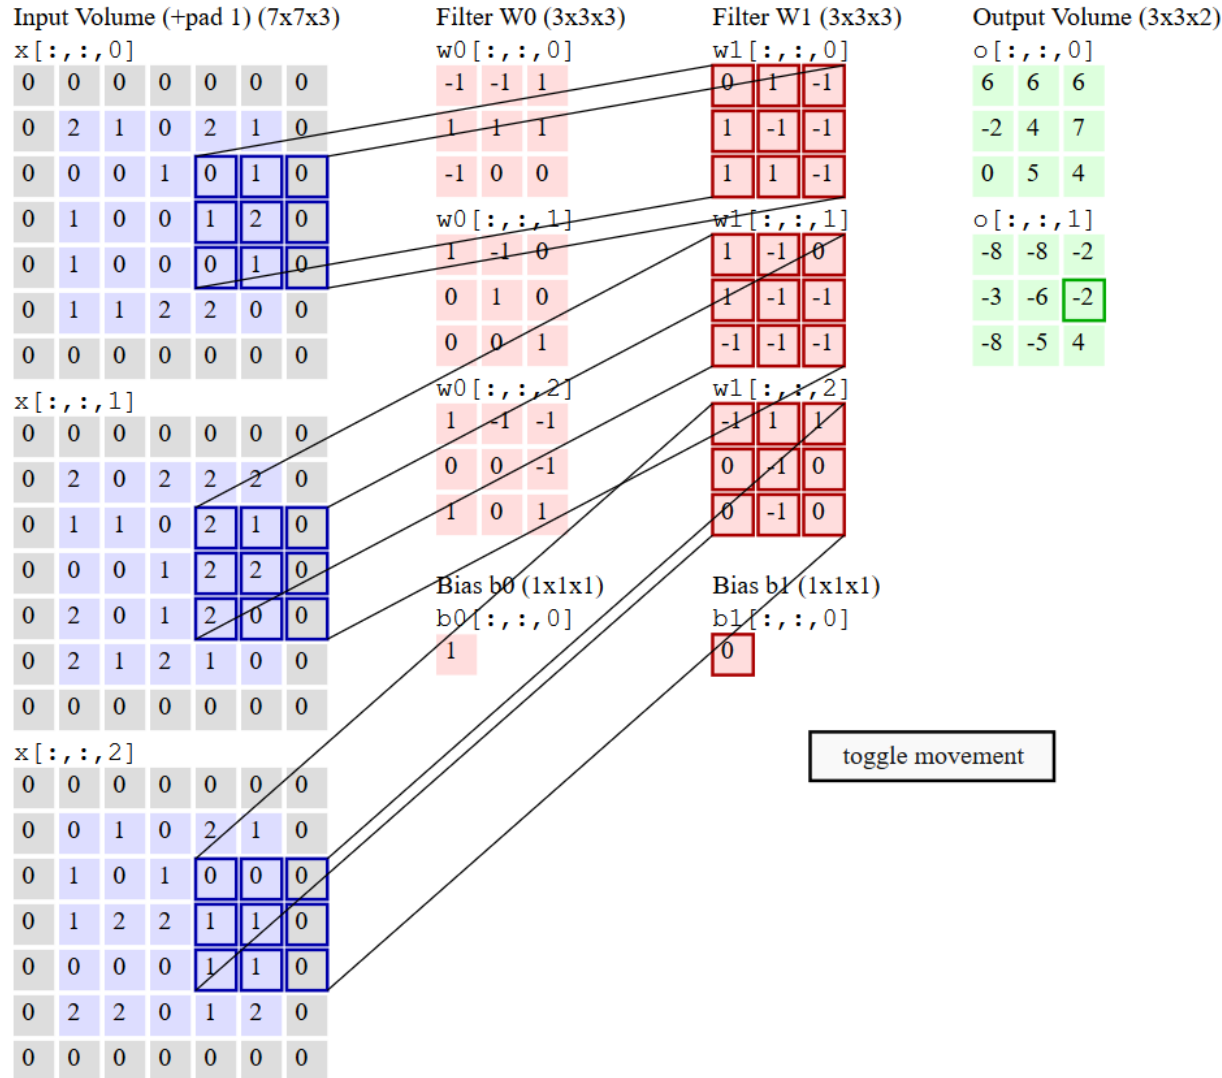 Input Volume (+pad 1) (7x7x3)
x[:,:,0]
0 0 0 0 0 0 0
0 2 1 0 2 1 0
0 0 0 1 0 1 0
0 1 0 0 1 2 0
0 1 0 0 0 1 0
0 1 1 2 2 0 0
0 0 0 0 0 0 0
x[:,:,1]
0 0 0 0 0 0 0
0 2 0 2 2 2 0
0 1 1 0 2 1 0
0 0 0 1 2 2 0
0 2 0 1 2 0 0
0 2 1 2 1 0 0
0 0 0 0 0 0 0
x[:,:,2]
0 0 0 0 0 0 0
0 0 1 0 2 1 0
0 1 0 1 0 0 0
0 1 2 2 1 1 0
0 0 0 0 1 1 0
0 2 2 0 1 2 0
0 0 0 0 0 0 0
Filter W0 (3x3x3)
w0[:,:,0]
-1 -1 1
1 1 1
-1 0 0
w0[:,:,1]
1 -1 0
0 1 0
0 0 1
w0[:,:,2]
1 -1 -1
0 0 -1
1 0 1
Bias b0 (1x1x1)
b0[:,:,0]
1
Filter W1 (3x3x3)
w1[:,:,0]
0 1 -1
1 -1 -1
1 1 -1
w1[:,:,1]
1 -1 0
1 -1 -1
-1 -1 -1
w1[:,:,2]
-1 1 1
0 -1 0
0 -1 0
Bias b1 (1x1x1)
b1[:,:,0]
0
Output Volume (3x3x2)
o[:,:,0]
6 6 6
-2 4 7
0 5 4
o[:,:,1]
-8 -8 -2
-3 -6 -2
-8 -5 4
toggle movement